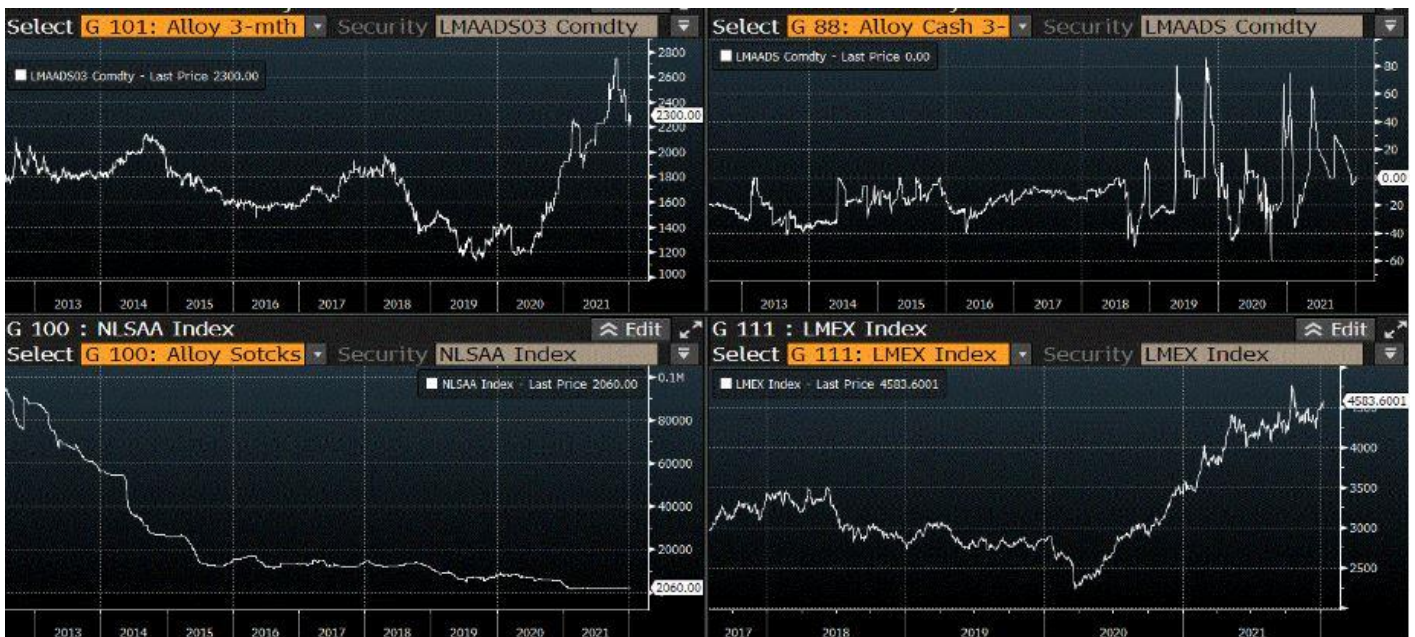 Select G 101: Alloy 3-mth Security LMAADS03 Comdty
LMAADS03 Comdty - Last Price 2300.00
2800
2600
2400
2300.00
2200
2000
1800
1600
1400
1200
1000
2013 2014 2015 2016 2017 2018 2019 2020 2021
Select G 88: Alloy Cash 3- Security LMAADS Comdty
LMAADS Comdty - Last Price 0.00
80
60
40
20
0.00
-20
-40
-60
2013 2014 2015 2016 2017 2018 2019 2020 2021
G 100 : NLSAA Index Edit
Select G 100: Alloy Sotcks Security NLSAA Index
NLSAA Index - Last Price 2060.00
0.1M
80000
60000
40000
20000
2060.00
2013 2014 2015 2016 2017 2018 2019 2020 2021
G 111 : LMEX Index Edit
Select G 111: LMEX Index Security LMEX Index
LMEX Index - Last Price 4583.6001
4583.6001
4000
3500
3000
2500
2017 2018 2019 2020 2021